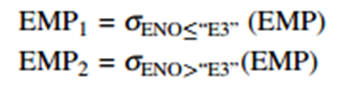 EMP₁ = σ_ENO≤“E3” (EMP)
EMP₂ = σ_ENO>“E3”(EMP)